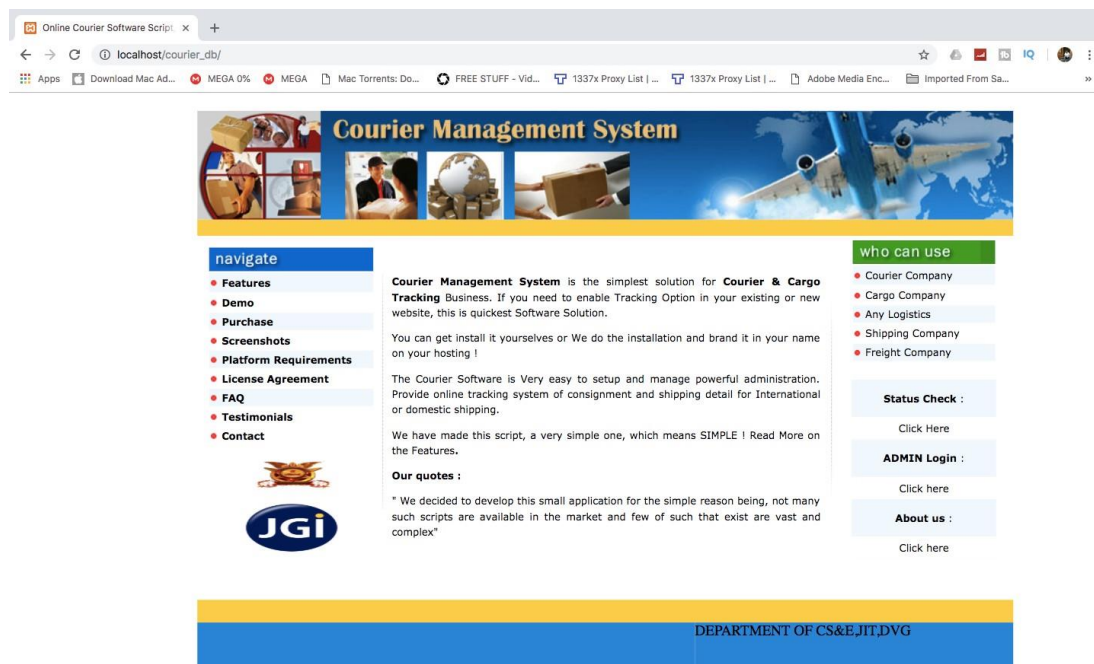 Online Courier Software Script
localhost/courier_db/
Apps Download Mac Ad... MEGA 0% MEGA Mac Torrents: Do... FREE STUFF - Vid... 1337x Proxy List | ... 1337x Proxy List | ... Adobe Media Enc... Imported From Sa... »
Courier Management System
navigate
Features
Demo
Purchase
Screenshots
Platform Requirements
License Agreement
FAQ
Testimonials
Contact
JGi
Courier Management System is the simplest solution for Courier & Cargo
Tracking Business. If you need to enable Tracking Option in your existing or new
website, this is quickest Software Solution.
You can get install it yourselves or We do the installation and brand it in your name
on your hosting !
The Courier Software is Very easy to setup and manage powerful administration.
Provide online tracking system of consignment and shipping detail for International
or domestic shipping.
We have made this script, a very simple one, which means SIMPLE ! Read More on
the Features.
Our quotes :
" We decided to develop this small application for the simple reason being, not many
such scripts are available in the market and few of such that exist are vast and
complex"
who can use
Courier Company
Cargo Company
Any Logistics
Shipping Company
Freight Company
Status Check :
Click Here
ADMIN Login :
Click here
About us :
Click here
DEPARTMENT OF CS&E,JIT,DVG